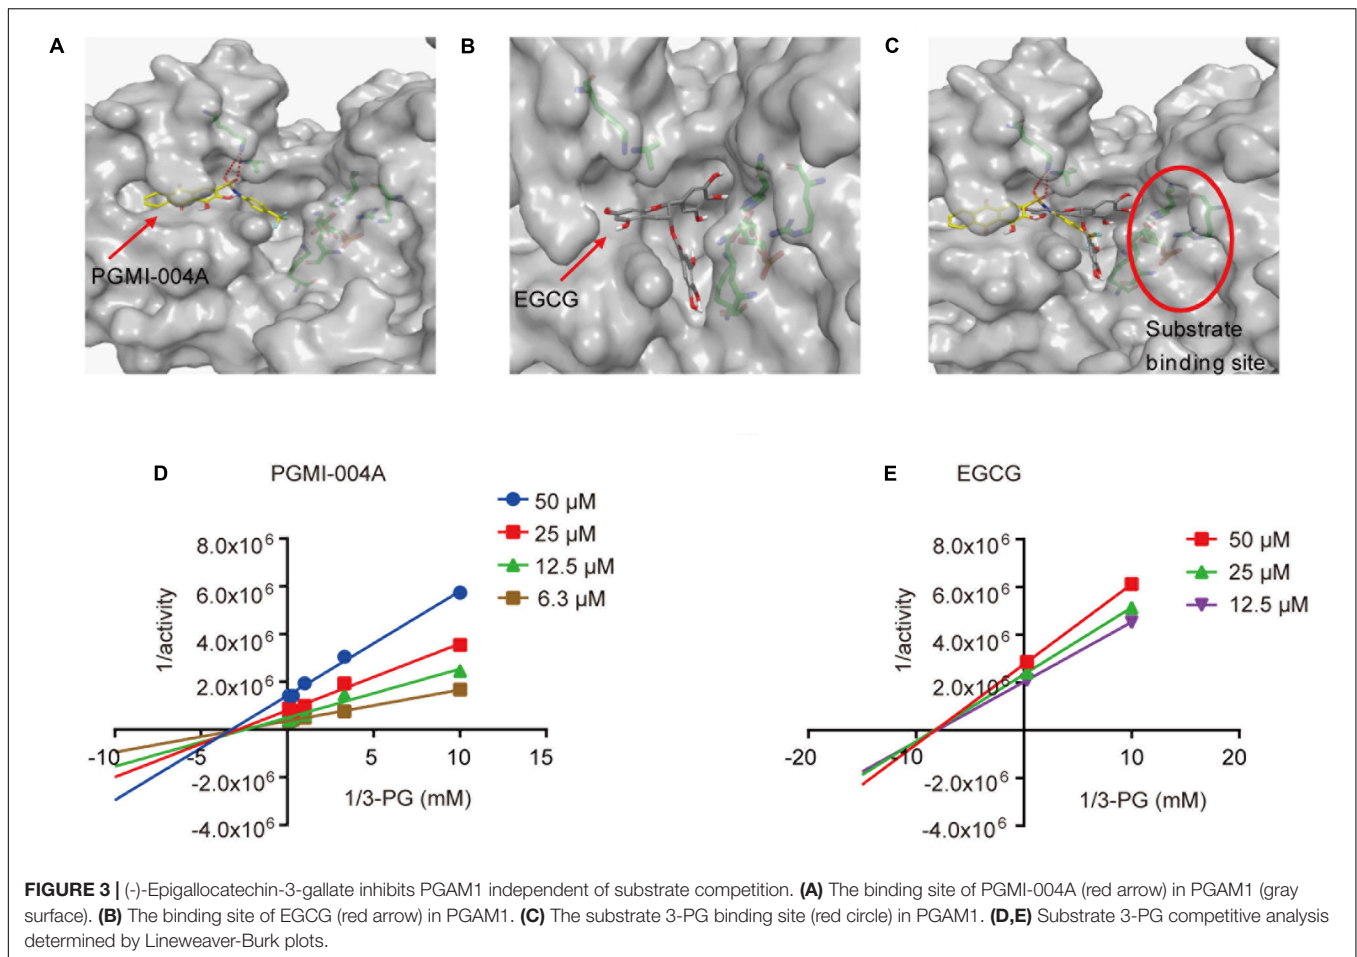 A
B
C
PGMI-004A
EGCG
Substrate
binding site
D
PGMI-004A
50 µM
25 µM
12.5 µM
6.3 µM
8.0x10⁶
6.0x10⁶
4.0x10⁶
2.0x10⁶
-2.0x10⁶
-4.0x10⁶
1/activity
-10
-5
5
10
15
1/3-PG (mM)
E
EGCG
50 µM
25 µM
12.5 µM
8.0x10⁶
6.0x10⁶
4.0x10⁶
2.0x10⁶
-2.0x10⁶
-4.0x10⁶
1/activity
-20
-10
10
20
1/3-PG (mM)
FIGURE 3 | (-)-Epigallocatechin-3-gallate inhibits PGAM1 independent of substrate competition. (A) The binding site of PGMI-004A (red arrow) in PGAM1 (gray
surface). (B) The binding site of EGCG (red arrow) in PGAM1. (C) The substrate 3-PG binding site (red circle) in PGAM1. (D,E) Substrate 3-PG competitive analysis
determined by Lineweaver-Burk plots.